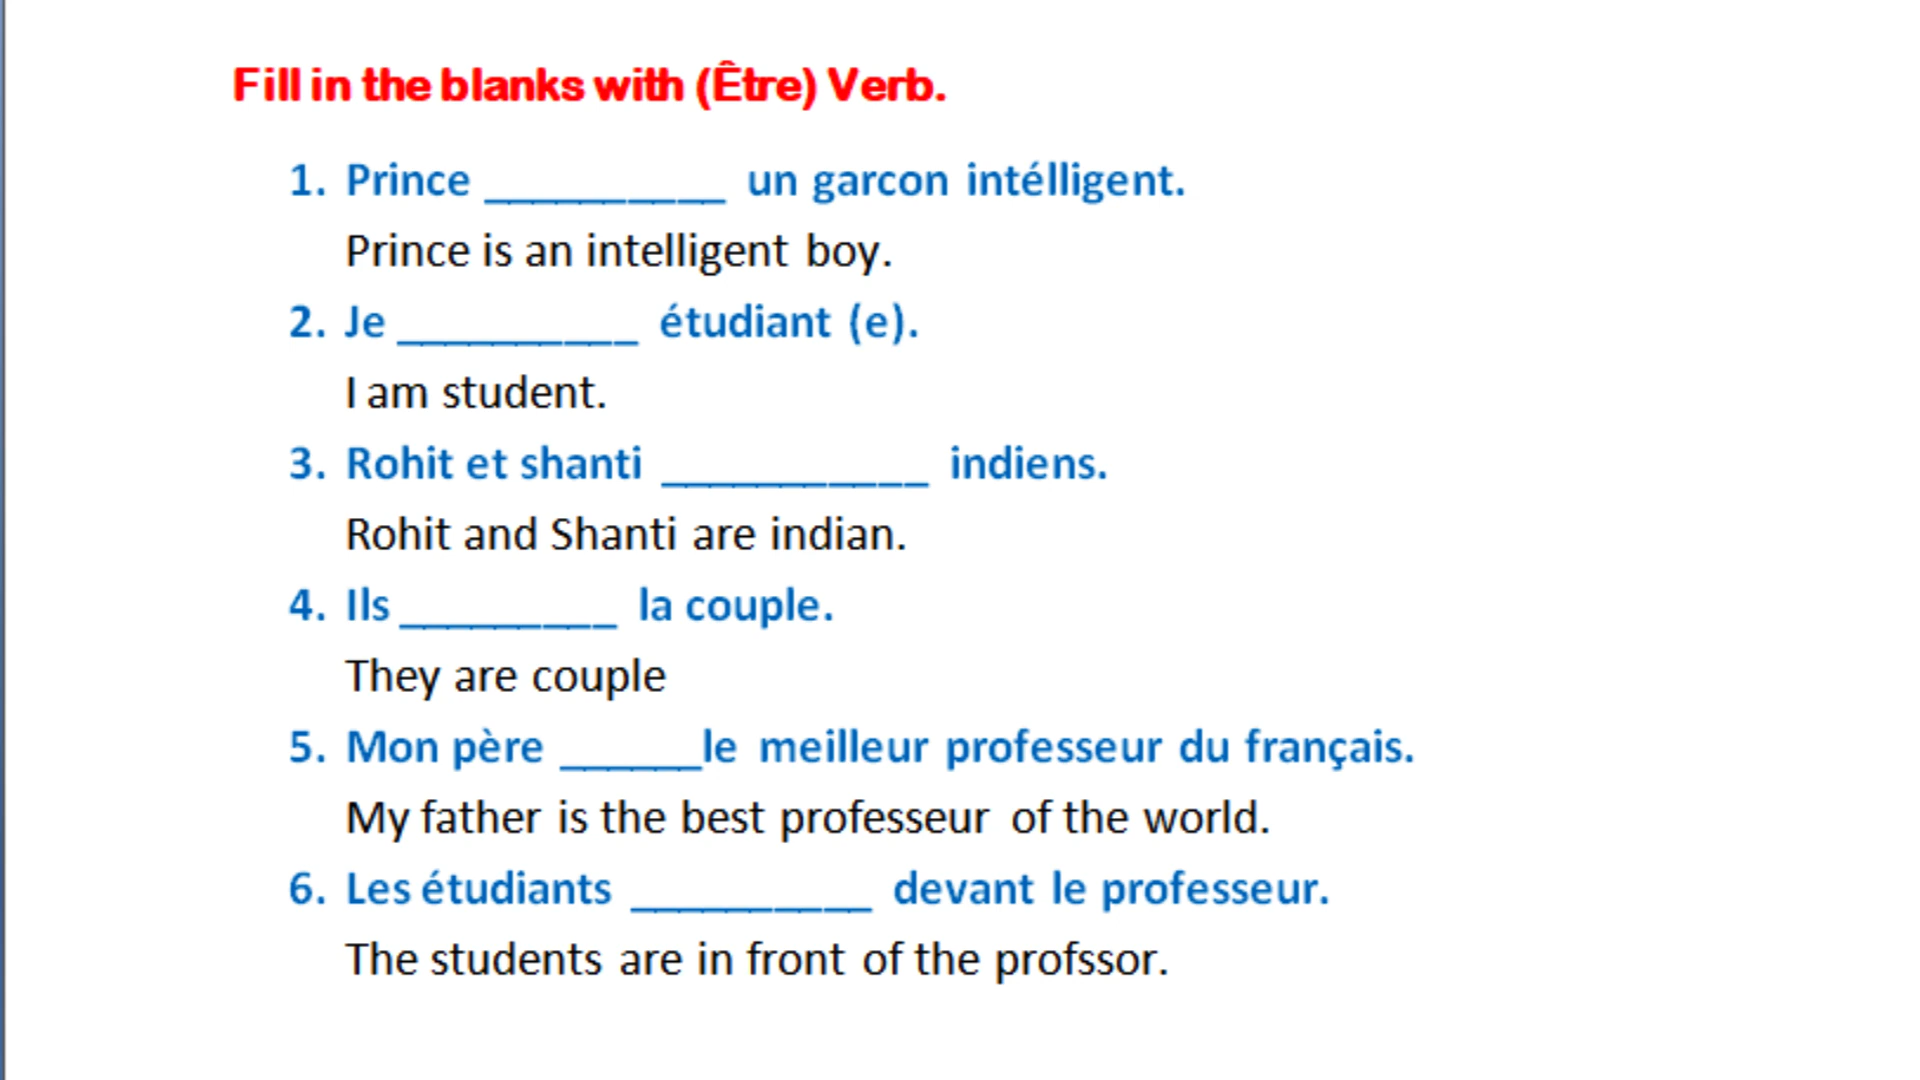 Fill in the blanks with (Être) Verb.
1. Prince __________ un garcon intélligent.
Prince is an intelligent boy.
2. Je __________ étudiant (e).
I am student.
3. Rohit et shanti ___________ indiens.
Rohit and Shanti are indian.
4. Ils _________ la couple.
They are couple
5. Mon père ______le meilleur professeur du français.
My father is the best professeur of the world.
6. Les étudiants __________ devant le professeur.
The students are in front of the profssor.